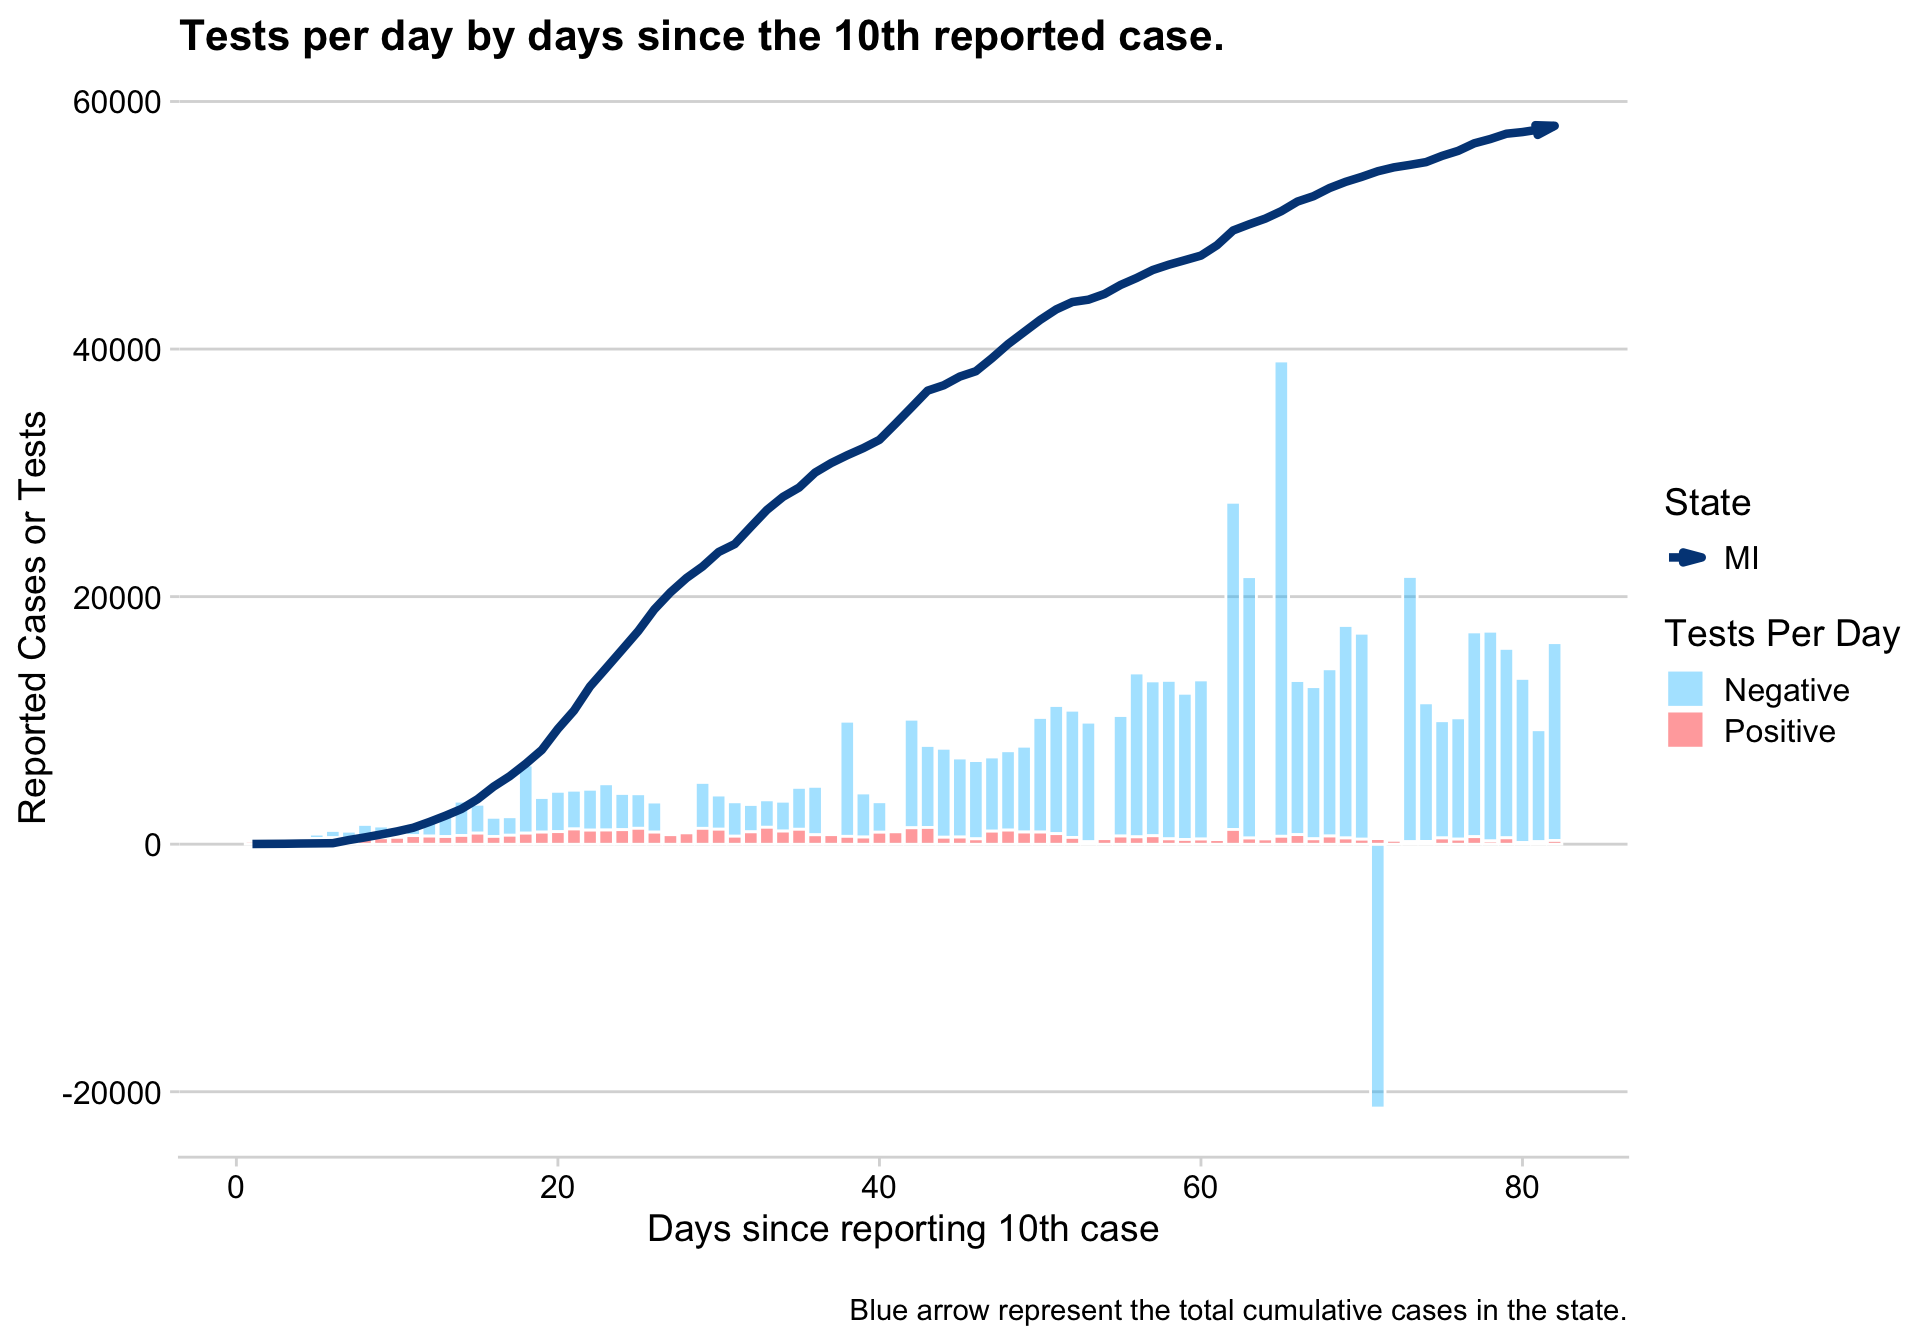 Tests per day by days since the 10th reported case.
60000
40000
20000
0
-20000
Reported Cases or Tests
0 20 40 60 80
Days since reporting 10th case
State
MI
Tests Per Day
Negative
Positive
Blue arrow represent the total cumulative cases in the state.